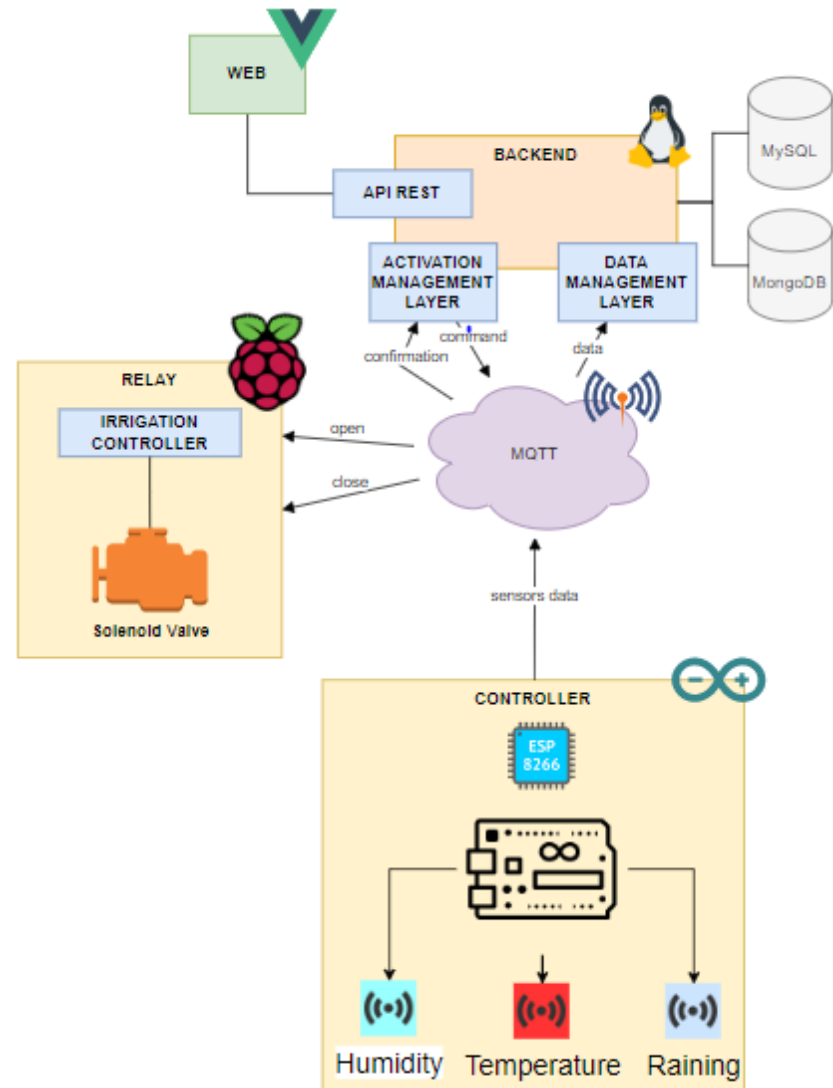 WEB
BACKEND
MySQL
API REST
ACTIVATION
MANAGEMENT
LAYER
DATA
MANAGEMENT
LAYER
MongoDB
command
confirmation
data
RELAY
IRRIGATION
CONTROLLER
open
MQTT
close
sensors data
Solenoid Valve
CONTROLLER
ESP
8266
Humidity
Temperature
Raining